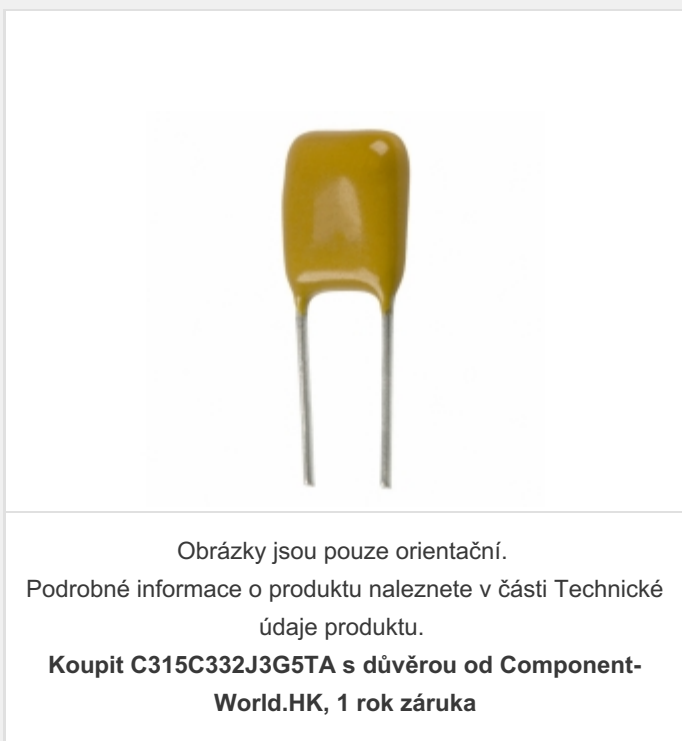 Obrázky jsou pouze orientační.
Podrobné informace o produktu naleznete v části Technické
údaje produktu.
Koupit C315C332J3G5TA s důvěrou od Component-
World.HK, 1 rok záruka